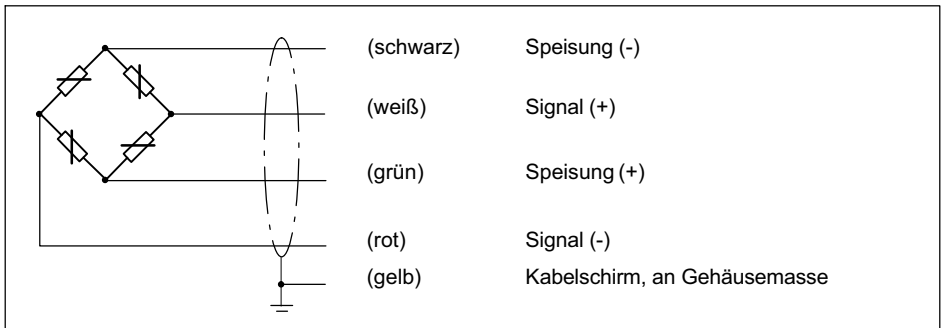 (schwarz) Speisung (-)
(weiß) Signal (+)
(grün) Speisung (+)
(rot) Signal (-)
(gelb) Kabelschirm, an Gehäusemasse